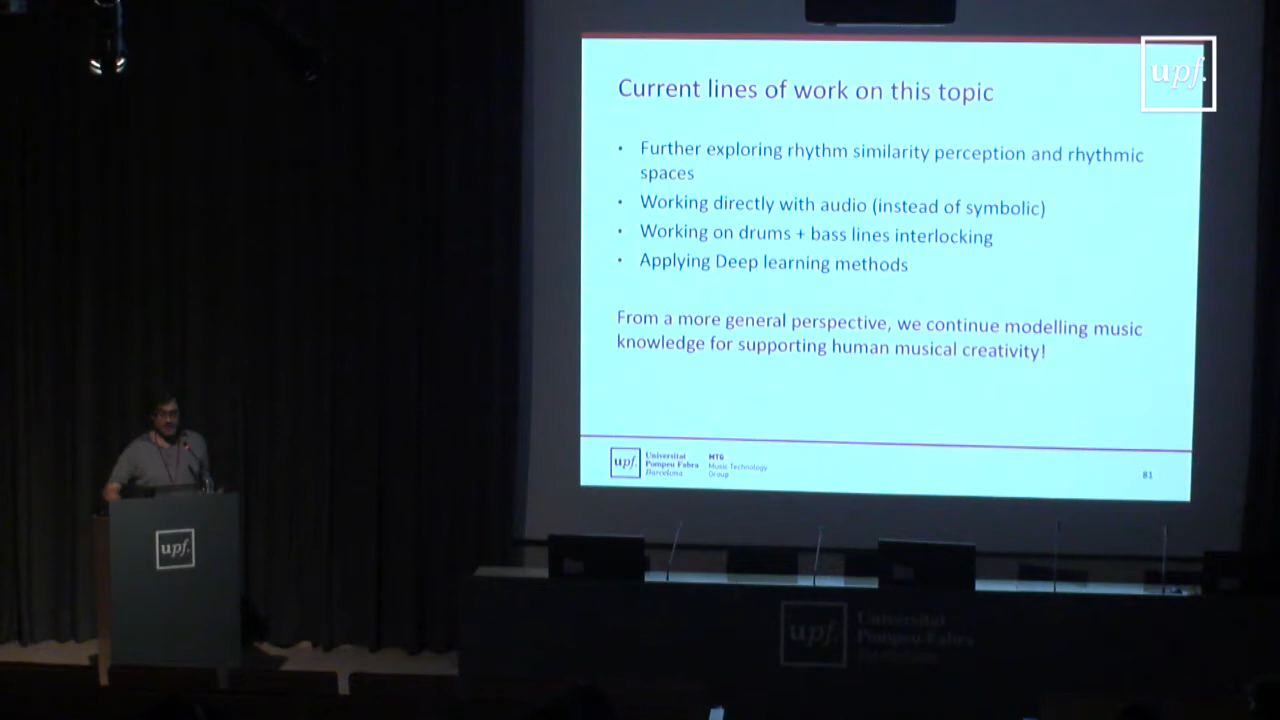 Current lines of work on this topic
upf.
• Further exploring rhythm similarity perception and rhythmic
spaces
• Working directly with audio (instead of symbolic)
• Working on drums + bass lines interlocking
• Applying Deep learning methods
From a more general perspective, we continue modelling music
knowledge for supporting human musical creativity!
upf.
Universitat
Pompeu Fabra
Barcelona
MTG
Music Technology
Group
81
upf.
upf.
Universitat
Pompeu Fabra
Barcelona